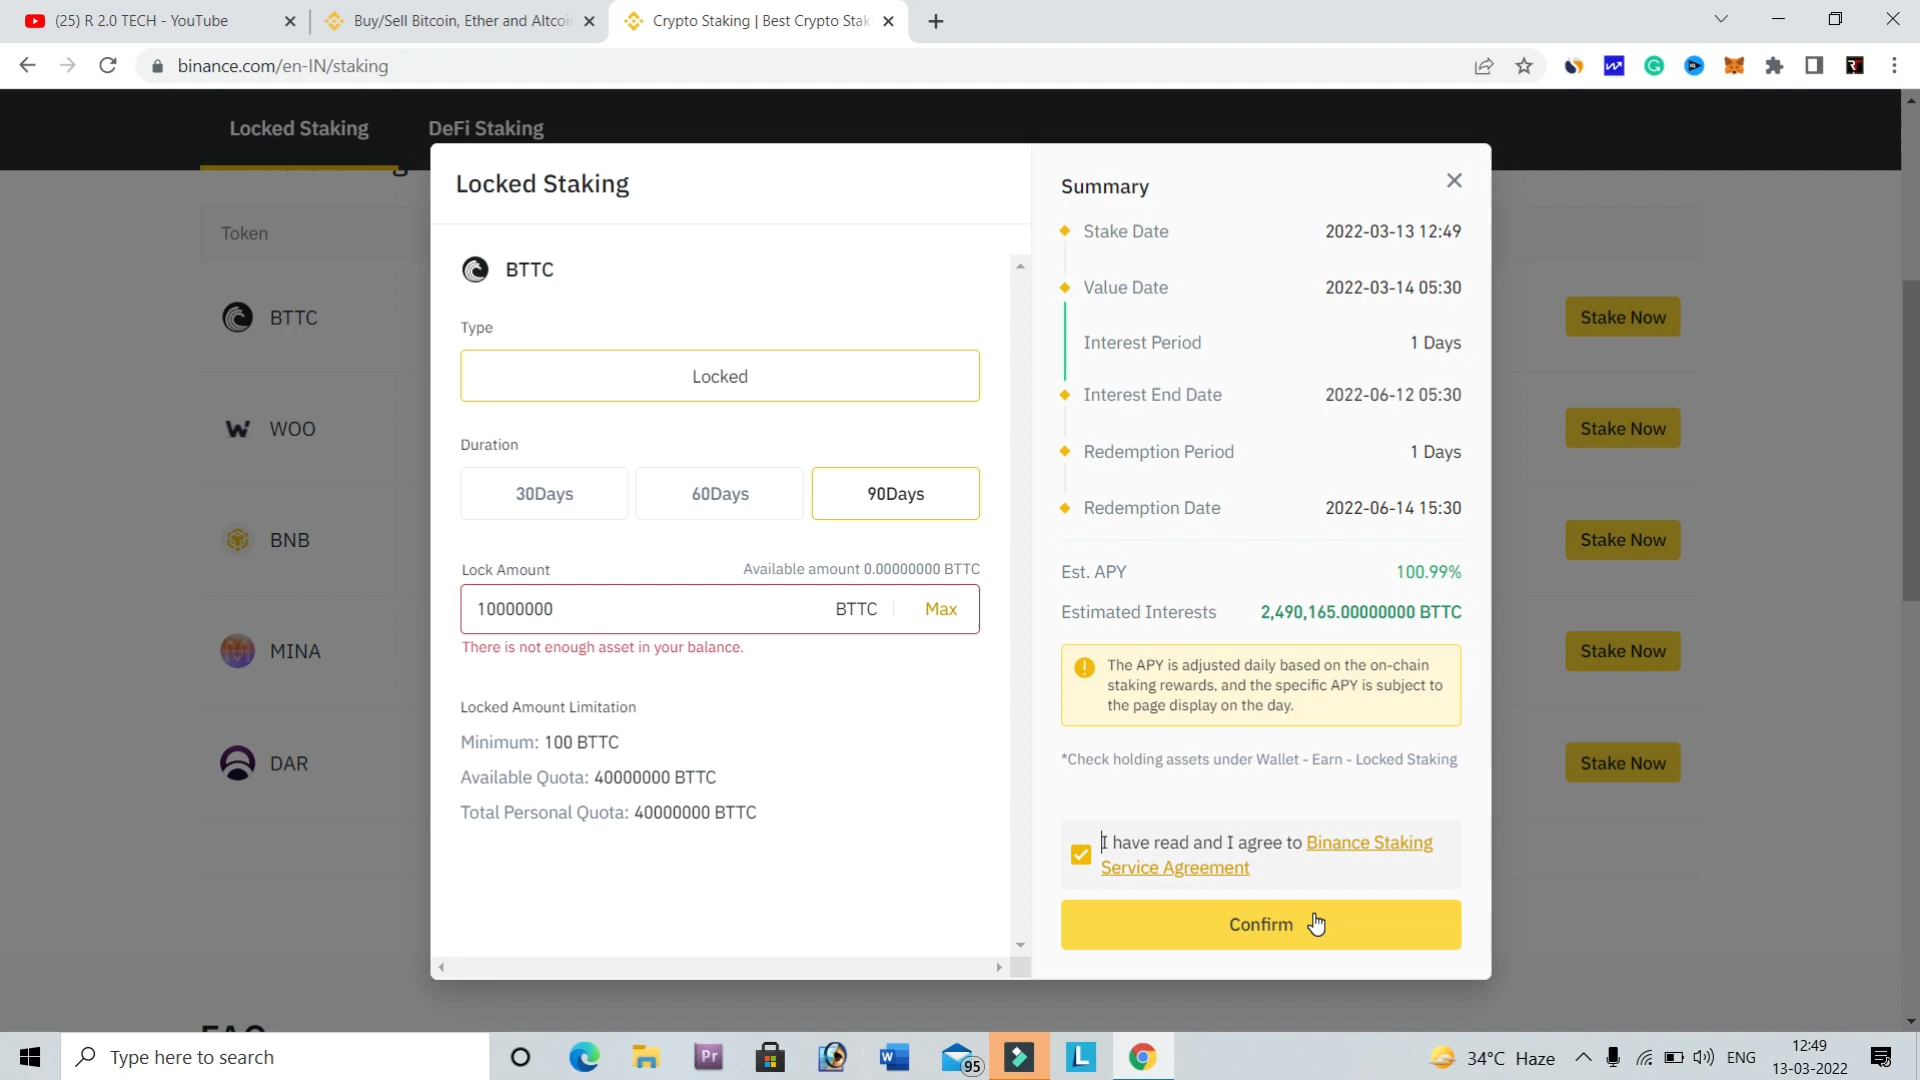 (25) R 2.0 TECH - YouTube
Buy/Sell Bitcoin, Ether and Altcoi
Crypto Staking | Best Crypto Stak
binance.com/en-IN/staking
Locked Staking
DeFi Staking
Token
BTTC
Stake Now
WOO
Stake Now
BNB
Stake Now
MINA
Stake Now
DAR
Stake Now
Locked Staking
BTTC
Type
Locked
Duration
30Days
60Days
90Days
Lock Amount
Available amount 0.00000000 BTTC
10000000
BTTC
Max
There is not enough asset in your balance.
Locked Amount Limitation
Minimum: 100 BTTC
Available Quota: 40000000 BTTC
Total Personal Quota: 40000000 BTTC
Summary
Stake Date 2022-03-13 12:49
Value Date 2022-03-14 05:30
Interest Period 1 Days
Interest End Date 2022-06-12 05:30
Redemption Period 1 Days
Redemption Date 2022-06-14 15:30
Est. APY 100.99%
Estimated Interests 2,490,165.00000000 BTTC
The APY is adjusted daily based on the on-chain
staking rewards, and the specific APY is subject to
the page display on the day.
*Check holding assets under Wallet - Earn - Locked Staking
I have read and I agree to Binance Staking
Service Agreement
Confirm
Type here to search
Pr
W
95
L
34°C Haze
ENG
12:49
13-03-2022